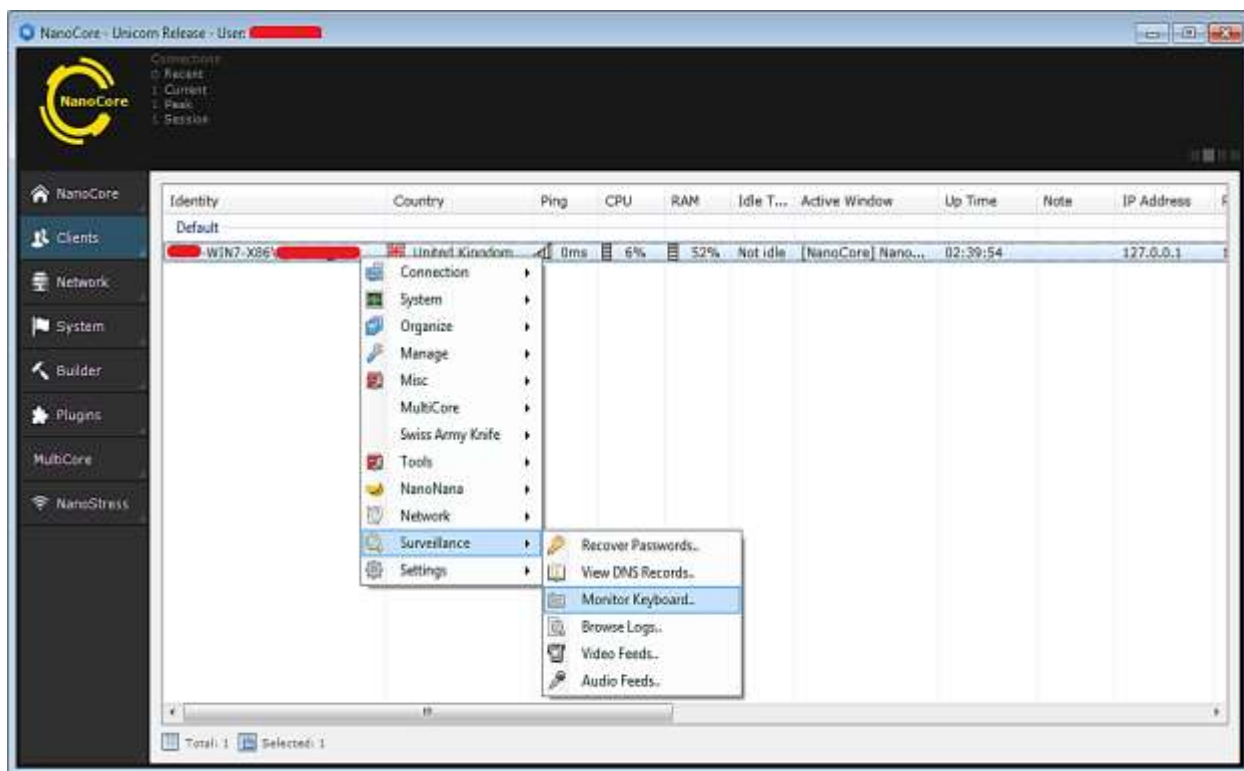 NanoCore - Unicorn Release - User:
NanoCore
Connections
0 Recent
1 Current
1 Peak
1 Session
NanoCore
Clients
Network
System
Builder
Plugins
MultiCore
NanoStress
Identity Country Ping CPU RAM Idle T... Active Window Up Time Note IP Address
Default
-WIN7-X86\ United Kingdom 0ms 6% 52% Not idle [NanoCore] Nano... 02:39:54 127.0.0.1
Connection
System
Organize
Manage
Misc
MultiCore
Swiss Army Knife
Tools
NanoNana
Network
Surveillance
Settings
Recover Passwords..
View DNS Records..
Monitor Keyboard..
Browse Logs..
Video Feeds..
Audio Feeds..
Total: 1 Selected: 1